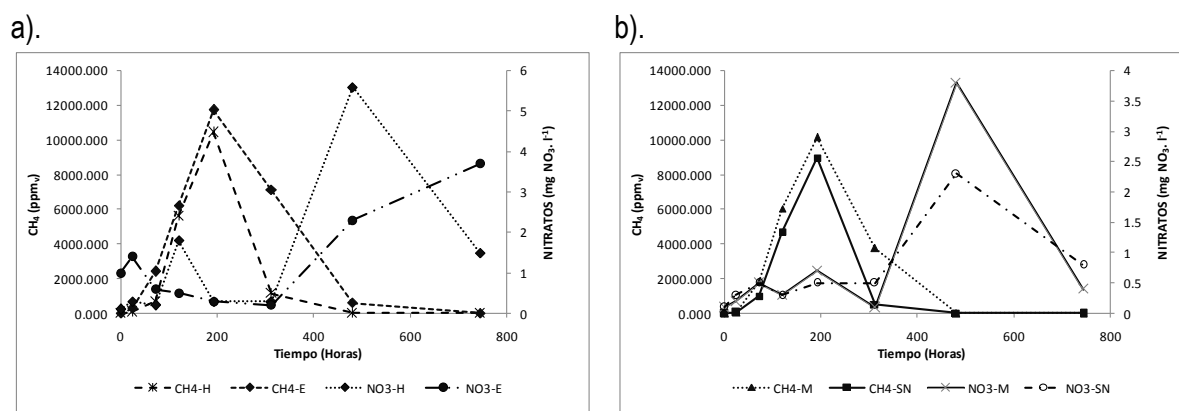 a).
14000.000
12000.000
10000.000
8000.000
6000.000
4000.000
2000.000
0.000
CH4 (ppmv)
6
5
4
3
2
1
0
NITRATOS (mg NO3. l-1)
0 200 400 600 800
Tiempo (Horas)
CH4-H CH4-E NO3-H NO3-E
b).
14000.000
12000.000
10000.000
8000.000
6000.000
4000.000
2000.000
0.000
CH4 (ppmv)
4
3.5
3
2.5
2
1.5
1
0.5
0
NITRATOS (mg NO3. l-1)
0 200 400 600 800
Tiempo (Horas)
CH4-M CH4-SN NO3-M NO3-SN